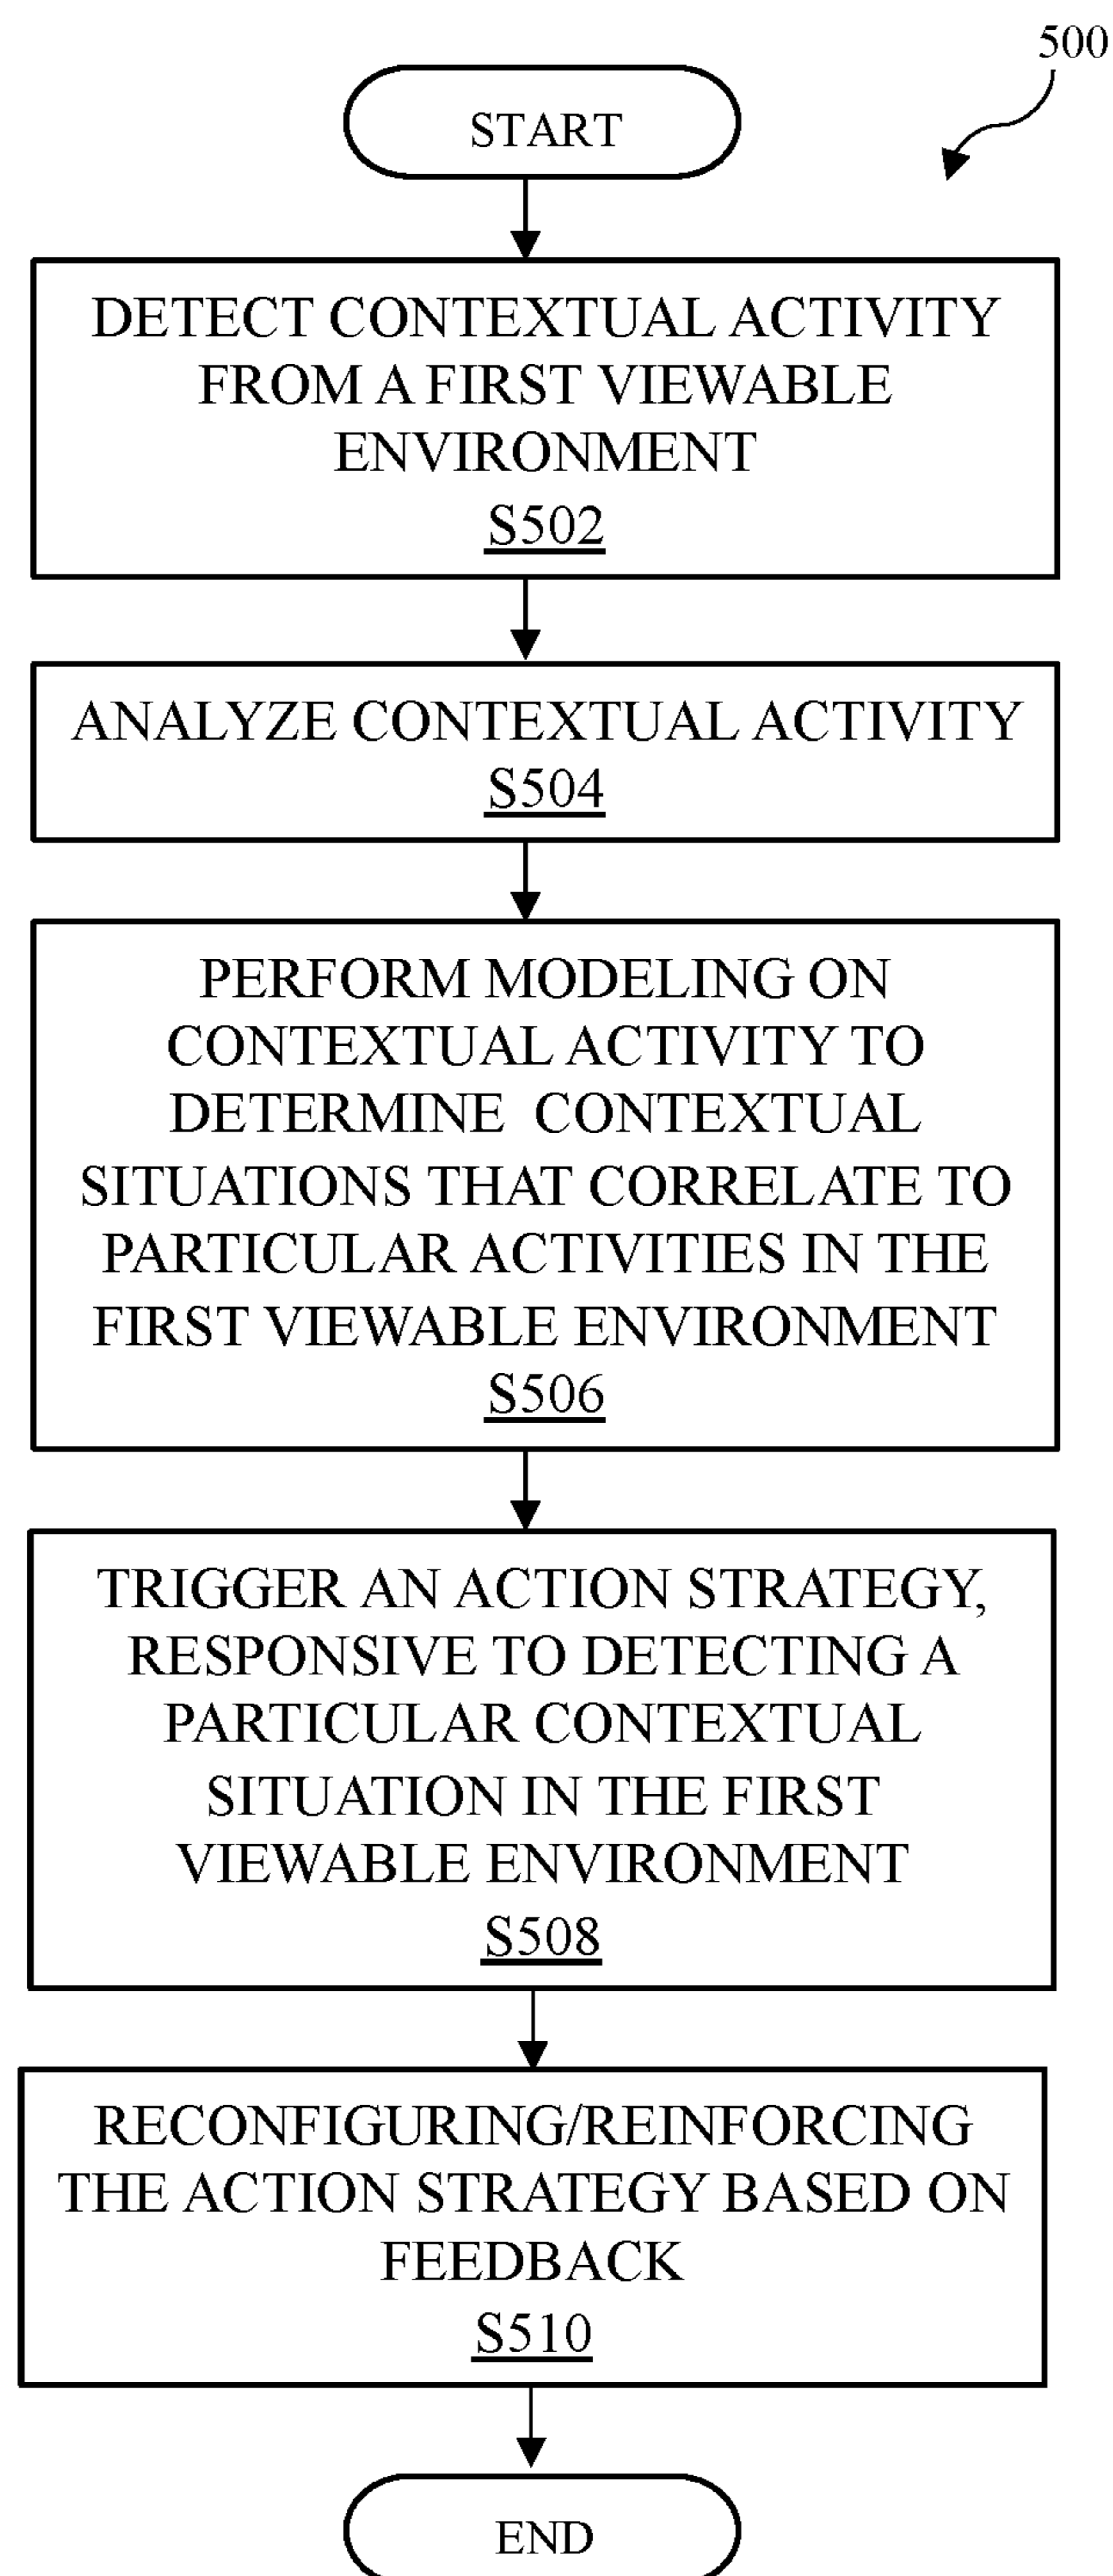 500
START
DETECT CONTEXTUAL ACTIVITY
FROM A FIRST VIEWABLE
ENVIRONMENT
S502
ANALYZE CONTEXTUAL ACTIVITY
S504
PERFORM MODELING ON
CONTEXTUAL ACTIVITY TO
DETERMINE CONTEXTUAL
SITUATIONS THAT CORRELATE TO
PARTICULAR ACTIVITIES IN THE
FIRST VIEWABLE ENVIRONMENT
S506
TRIGGER AN ACTION STRATEGY,
RESPONSIVE TO DETECTING A
PARTICULAR CONTEXTUAL
SITUATION IN THE FIRST
VIEWABLE ENVIRONMENT
S508
RECONFIGURING/REINFORCING
THE ACTION STRATEGY BASED ON
FEEDBACK
S510
END